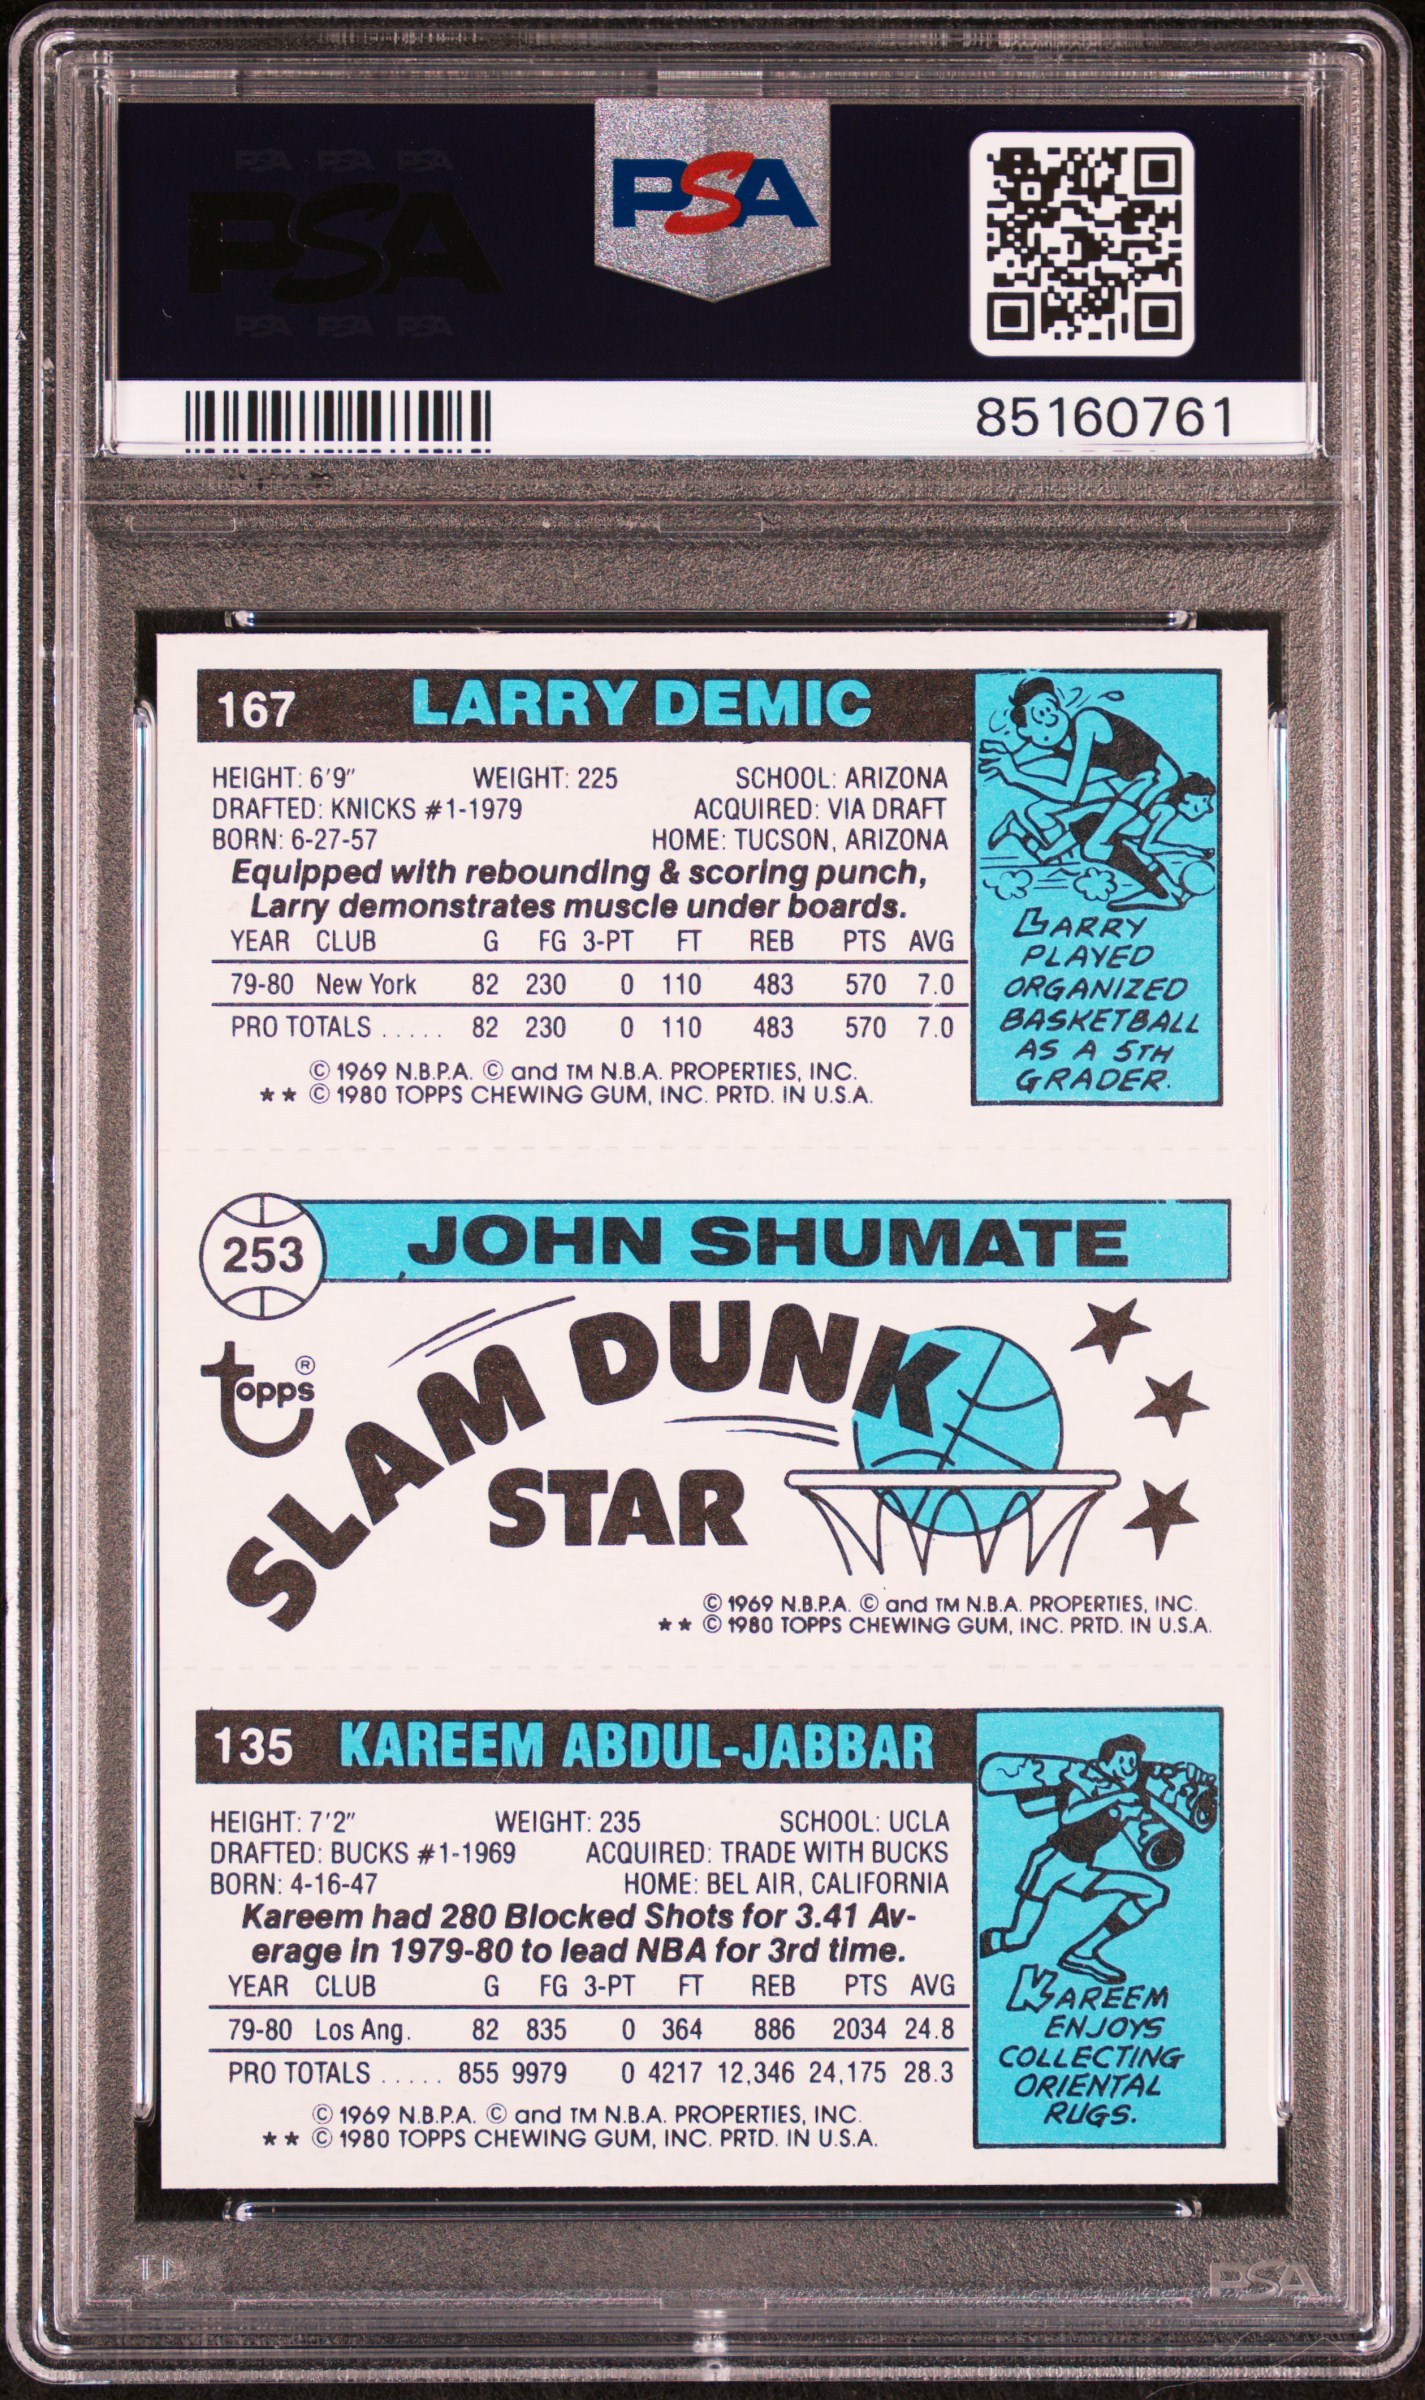 PSA PSA PSA
PSA
PSA PSA PSA
PSA
85160761
167 LARRY DEMIC
HEIGHT: 6'9" WEIGHT: 225 SCHOOL: ARIZONA
DRAFTED: KNICKS #1-1979 ACQUIRED: VIA DRAFT
BORN: 6-27-57 HOME: TUCSON, ARIZONA
Equipped with rebounding & scoring punch,
Larry demonstrates muscle under boards.
YEAR CLUB G FG 3-PT FT REB PTS AVG
79-80 New York 82 230 0 110 483 570 7.0
PRO TOTALS ..... 82 230 0 110 483 570 7.0
© 1969 N.B.P.A. © and TM N.B.A. PROPERTIES, INC.
** © 1980 TOPPS CHEWING GUM, INC. PRTD. IN U.S.A.
LARRY
PLAYED
ORGANIZED
BASKETBALL
AS A 5TH
GRADER.
253 JOHN SHUMATE
topps®
SLAM DUNK
STAR
© 1969 N.B.P.A. © and TM N.B.A. PROPERTIES, INC.
** © 1980 TOPPS CHEWING GUM, INC. PRTD. IN U.S.A.
135 KAREEM ABDUL-JABBAR
HEIGHT: 7'2" WEIGHT: 235 SCHOOL: UCLA
DRAFTED: BUCKS #1-1969 ACQUIRED: TRADE WITH BUCKS
BORN: 4-16-47 HOME: BEL AIR, CALIFORNIA
Kareem had 280 Blocked Shots for 3.41 Av-
erage in 1979-80 to lead NBA for 3rd time.
YEAR CLUB G FG 3-PT FT REB PTS AVG
79-80 Los Ang. 82 835 0 364 886 2034 24.8
PRO TOTALS ..... 855 9979 0 4217 12,346 24,175 28.3
© 1969 N.B.P.A. © and TM N.B.A. PROPERTIES, INC.
** © 1980 TOPPS CHEWING GUM, INC. PRTD. IN U.S.A.
KAREEM
ENJOYS
COLLECTING
ORIENTAL
RUGS.
PSA